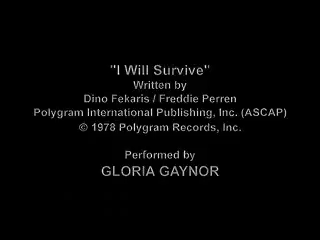 "I Will Survive"
Written by
Dino Fekaris / Freddie Perren
Polygram International Publishing, Inc. (ASCAP)
© 1978 Polygram Records, Inc.
Performed by
GLORIA GAYNOR